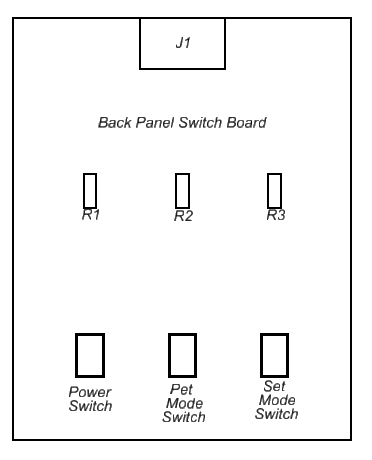 J1
Back Panel Switch Board
R1
R2
R3
Power
Switch
Pet
Mode
Switch
Set
Mode
Switch